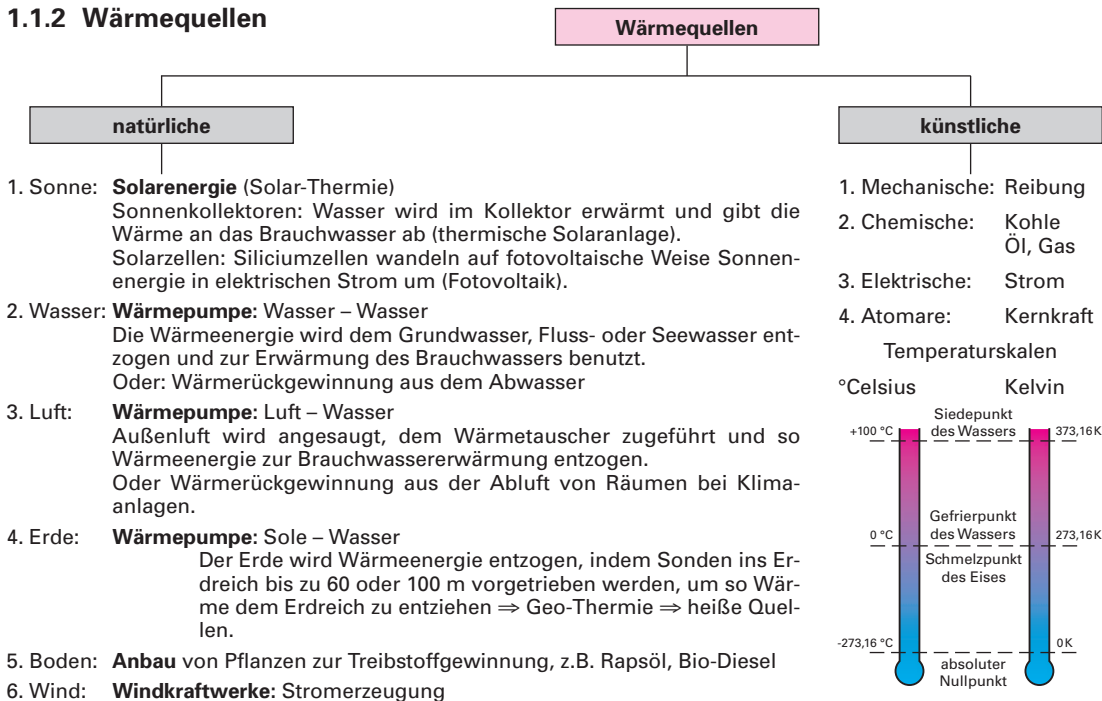 1.1.2 Wärmequellen
Wärmequellen
natürliche
künstliche
1. Sonne: Solarenergie (Solar-Thermie)
Sonnenkollektoren: Wasser wird im Kollektor erwärmt und gibt die
Wärme an das Brauchwasser ab (thermische Solaranlage).
Solarzellen: Siliciumzellen wandeln auf fotovoltaische Weise Sonnen-
energie in elektrischen Strom um (Fotovoltaik).
2. Wasser: Wärmepumpe: Wasser – Wasser
Die Wärmeenergie wird dem Grundwasser, Fluss- oder Seewasser ent-
zogen und zur Erwärmung des Brauchwassers benutzt.
Oder: Wärmerückgewinnung aus dem Abwasser
3. Luft: Wärmepumpe: Luft – Wasser
Außenluft wird angesaugt, dem Wärmetauscher zugeführt und so
Wärmeenergie zur Brauchwassererwärmung entzogen.
Oder Wärmerückgewinnung aus der Abluft von Räumen bei Klima-
anlagen.
4. Erde: Wärmepumpe: Sole – Wasser
Der Erde wird Wärmeenergie entzogen, indem Sonden ins Er-
dreich bis zu 60 oder 100 m vorgetrieben werden, um so Wär-
me dem Erdreich zu entziehen ⇒ Geo-Thermie ⇒ heiße Quel-
len.
5. Boden: Anbau von Pflanzen zur Treibstoffgewinnung, z.B. Rapsöl, Bio-Diesel
6. Wind: Windkraftwerke: Stromerzeugung
1. Mechanische: Reibung
2. Chemische: Kohle
Öl, Gas
3. Elektrische: Strom
4. Atomare: Kernkraft
Temperaturskalen
°Celsius Kelvin
Siedepunkt
+100 °C des Wassers 373,16 K
Gefrierpunkt
0 °C des Wassers 273,16 K
Schmelzpunkt
des Eises
-273,16 °C 0 K
absoluter
Nullpunkt